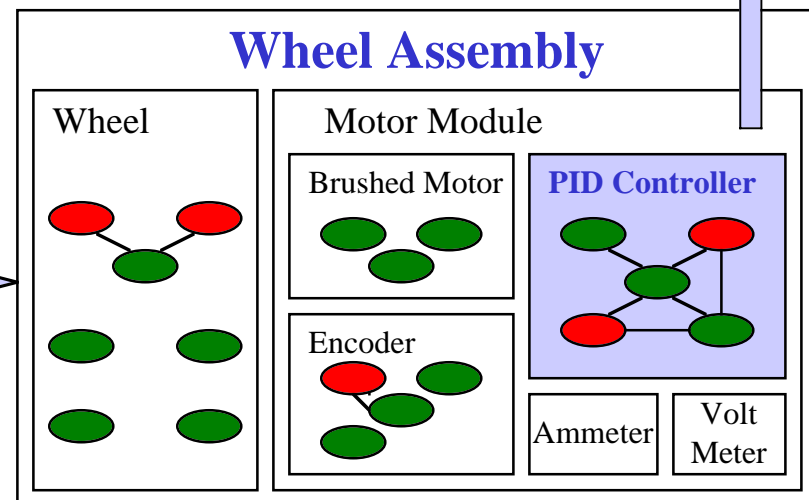 Wheel Assembly
Wheel
Motor Module
Brushed Motor
PID Controller
Encoder
Ammeter
Volt
Meter